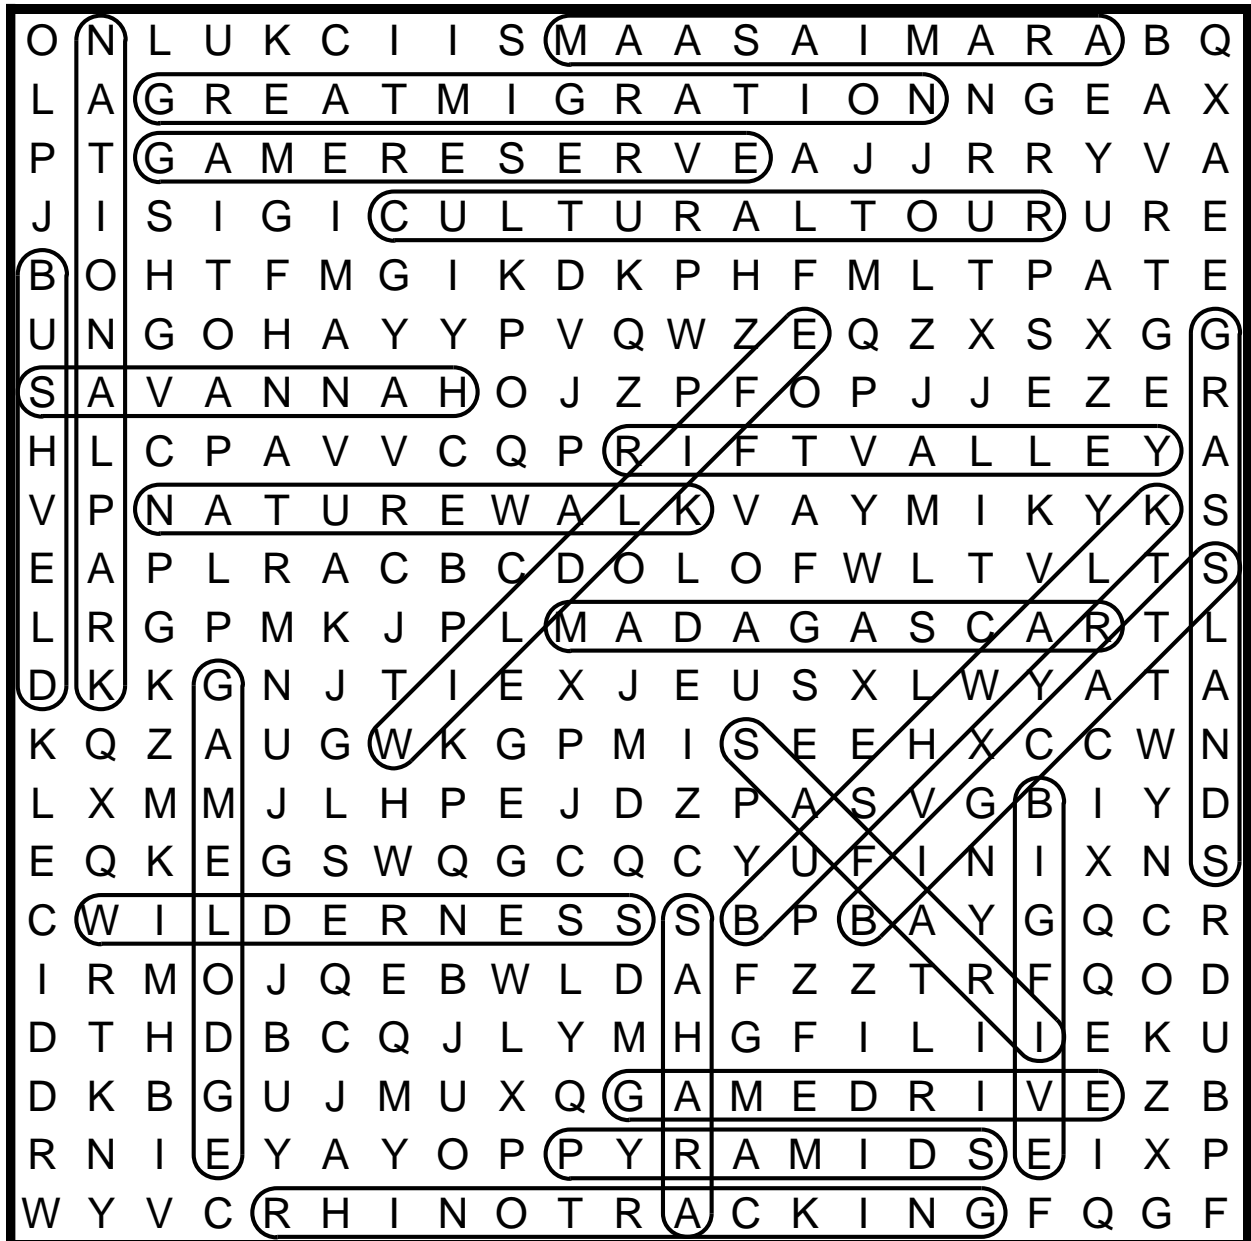 O N L U K C I I S M A A S A I M A R A B Q
L A G R E A T M I G R A T I O N N G E A X
P T G A M E R E S E R V E A J J R R Y V A
J I S I G I C U L T U R A L T O U R U R E
B O H T F M G I K D K P H F M L T P A T E
U N G O H A Y Y P V Q W Z E Q Z X S X G G
S A V A N N A H O J Z P F O P J J E Z E R
H L C P A V V C Q P R I F T V A L L E Y A
V P N A T U R E W A L K V A Y M I K Y K S
E A P L R A C B C D O L O F W L T V L T S
L R G P M K J P L M A D A G A S C A R T L
D K K G N J T I E X J E U S X L W Y A T A
K Q Z A U G W K G P M I S E E H X C C W N
L X M M J L H P E J D Z P A S V G B I Y D
E Q K E G S W Q G C Q C Y U F I N I X N S
C W I L D E R N E S S S B P B A Y G Q C R
I R M O J Q E B W L D A F Z Z T R F Q O D
D T H D B C Q J L Y M H G F I L I I E K U
D K B G U J M U X Q G A M E D R I V E Z B
R N I E Y A Y O P P Y R A M I D S E I X P
W Y V C R H I N O T R A C K I N G F Q G F